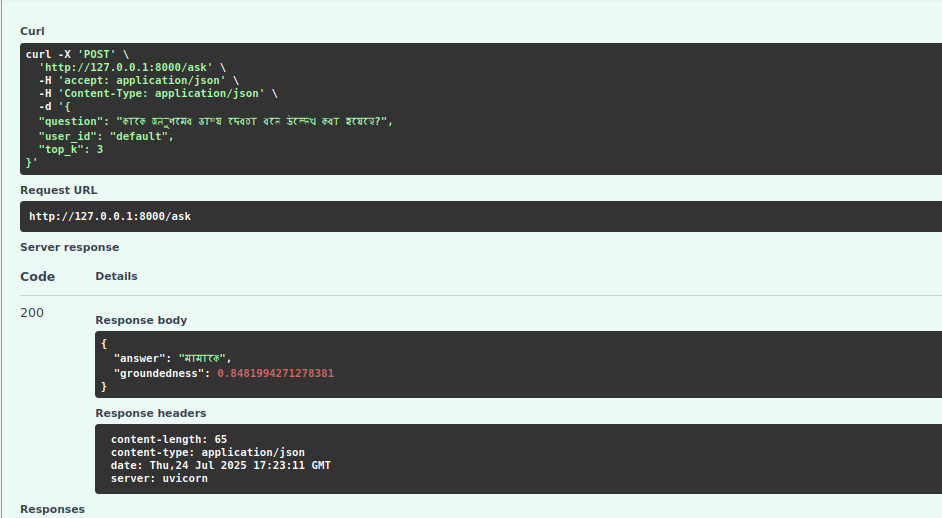 Curl
curl -X 'POST' \
'http://127.0.0.1:8000/ask' \
-H 'accept: application/json' \
-H 'Content-Type: application/json' \
-d '{
"question": "কাকে অনুপমের ভাগ্য দেবতা বলে উল্লেখ করা হয়েছে?",
"user_id": "default",
"top_k": 3
}'
Request URL
http://127.0.0.1:8000/ask
Server response
Code Details
200
Response body
{
"answer": "মামাকে",
"groundedness": 0.8481994271278381
}
Response headers
content-length: 65
content-type: application/json
date: Thu,24 Jul 2025 17:23:11 GMT
server: uvicorn
Responses